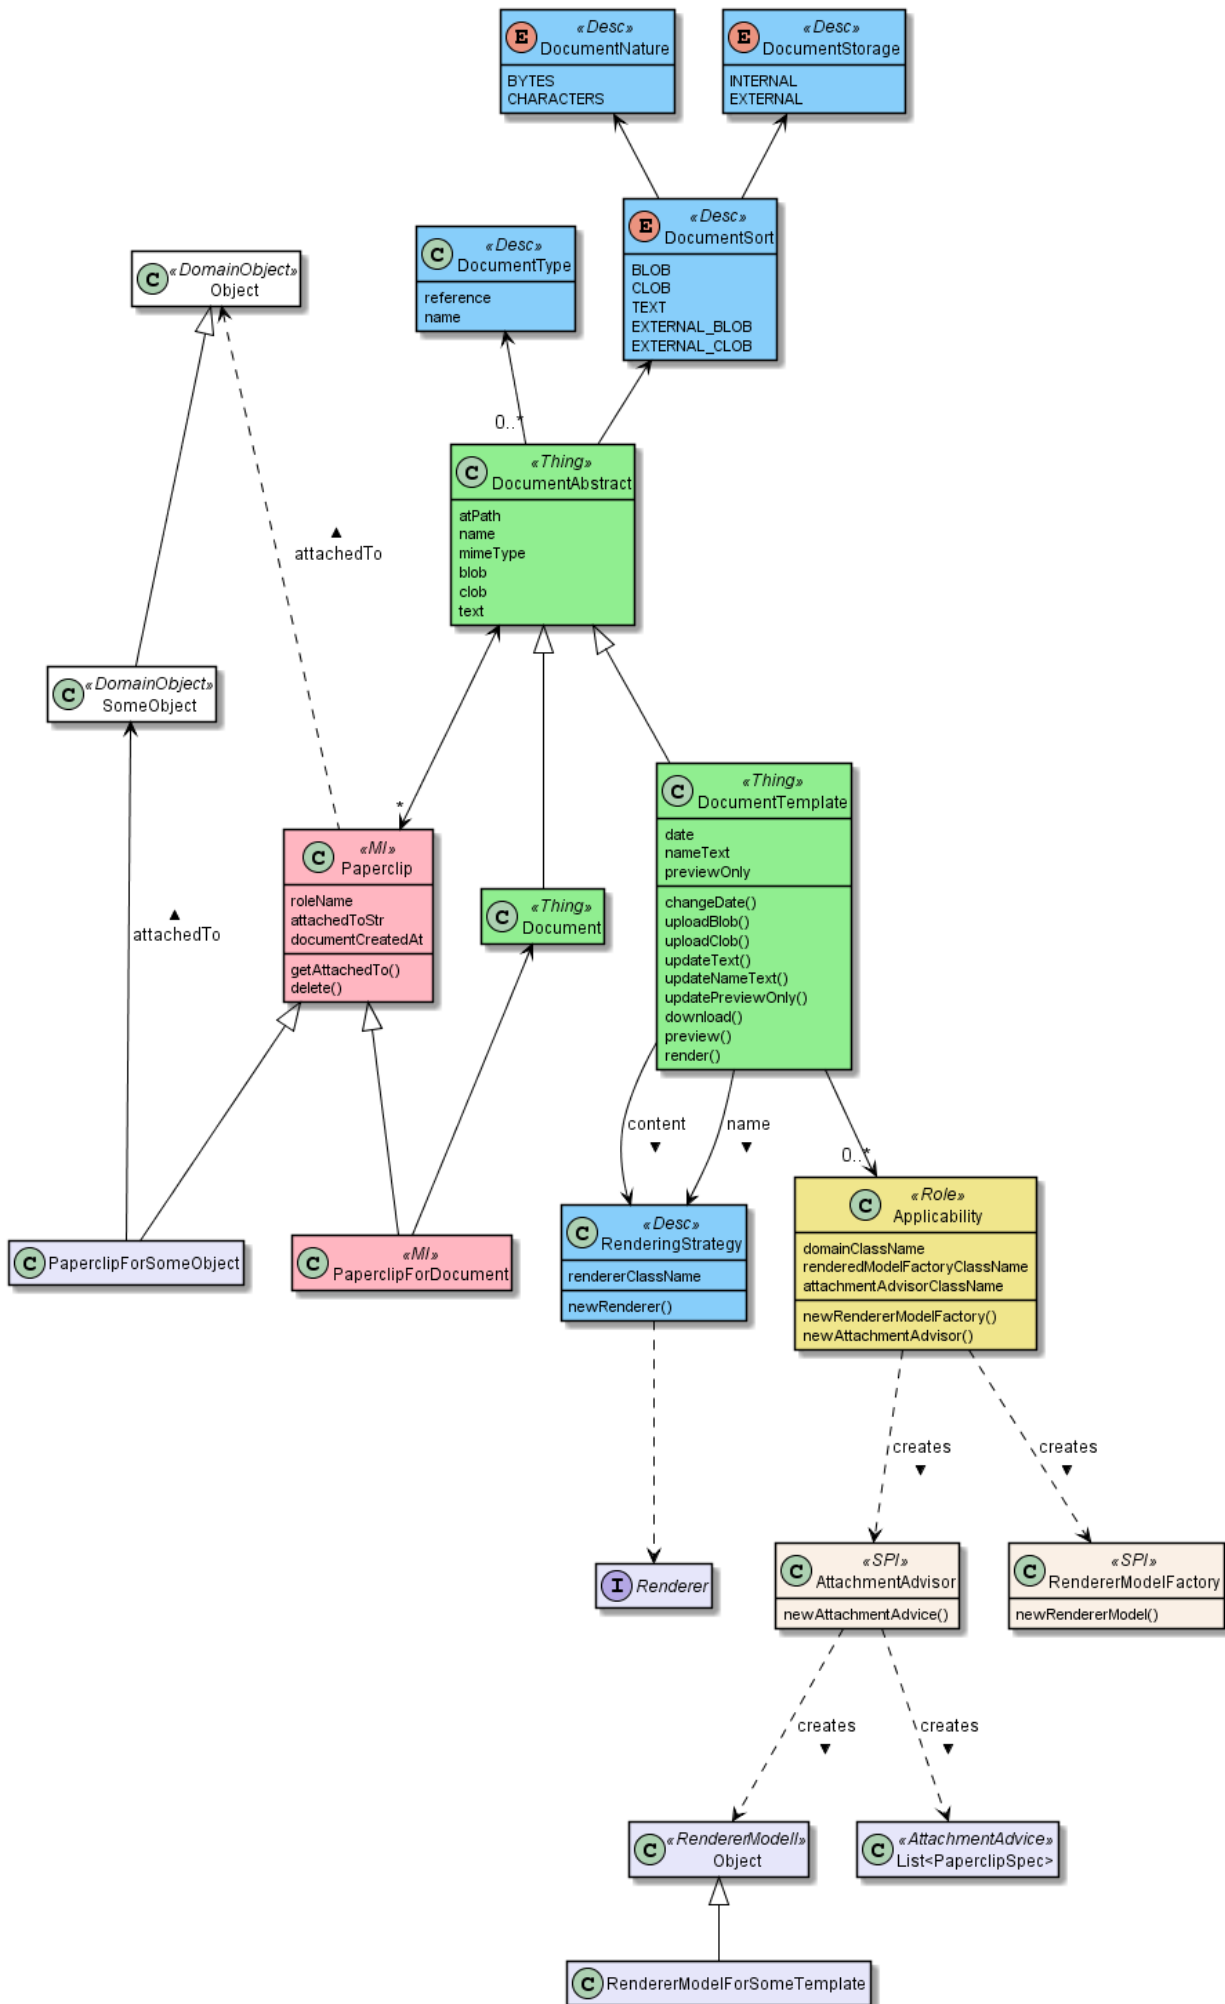 E
«Desc»
DocumentNature
BYTES
CHARACTERS
E
«Desc»
DocumentStorage
INTERNAL
EXTERNAL
E
«Desc»
DocumentSort
BLOB
CLOB
TEXT
EXTERNAL_BLOB
EXTERNAL_CLOB
C
«Desc»
DocumentType
reference
name
C
«DomainObject»
Object
0..*
C
«Thing»
DocumentAbstract
atPath
name
mimeType
blob
clob
text
▲
attachedTo
C
«DomainObject»
SomeObject
*
C
«Thing»
DocumentTemplate
date
nameText
previewOnly
changeDate()
uploadBlob()
uploadClob()
updateText()
updateNameText()
updatePreviewOnly()
download()
preview()
render()
C
«MI»
Paperclip
roleName
attachedToStr
documentCreatedAt
getAttachedTo()
delete()
C
«Thing»
Document
▲
attachedTo
content
▼
name
▼
0..*
C
«Role»
Applicability
domainClassName
renderedModelFactoryClassName
attachmentAdvisorClassName
newRendererModelFactory()
newAttachmentAdvisor()
C
«Desc»
RenderingStrategy
rendererClassName
newRenderer()
C
PaperclipForSomeObject
C
«MI»
PaperclipForDocument
creates
▼
creates
▼
I
Renderer
C
«SPI»
AttachmentAdvisor
newAttachmentAdvice()
C
«SPI»
RendererModelFactory
newRendererModel()
creates
▼
creates
▼
C
«RendererModell»
Object
C
«AttachmentAdvice»
List<PaperclipSpec>
C
RendererModelForSomeTemplate